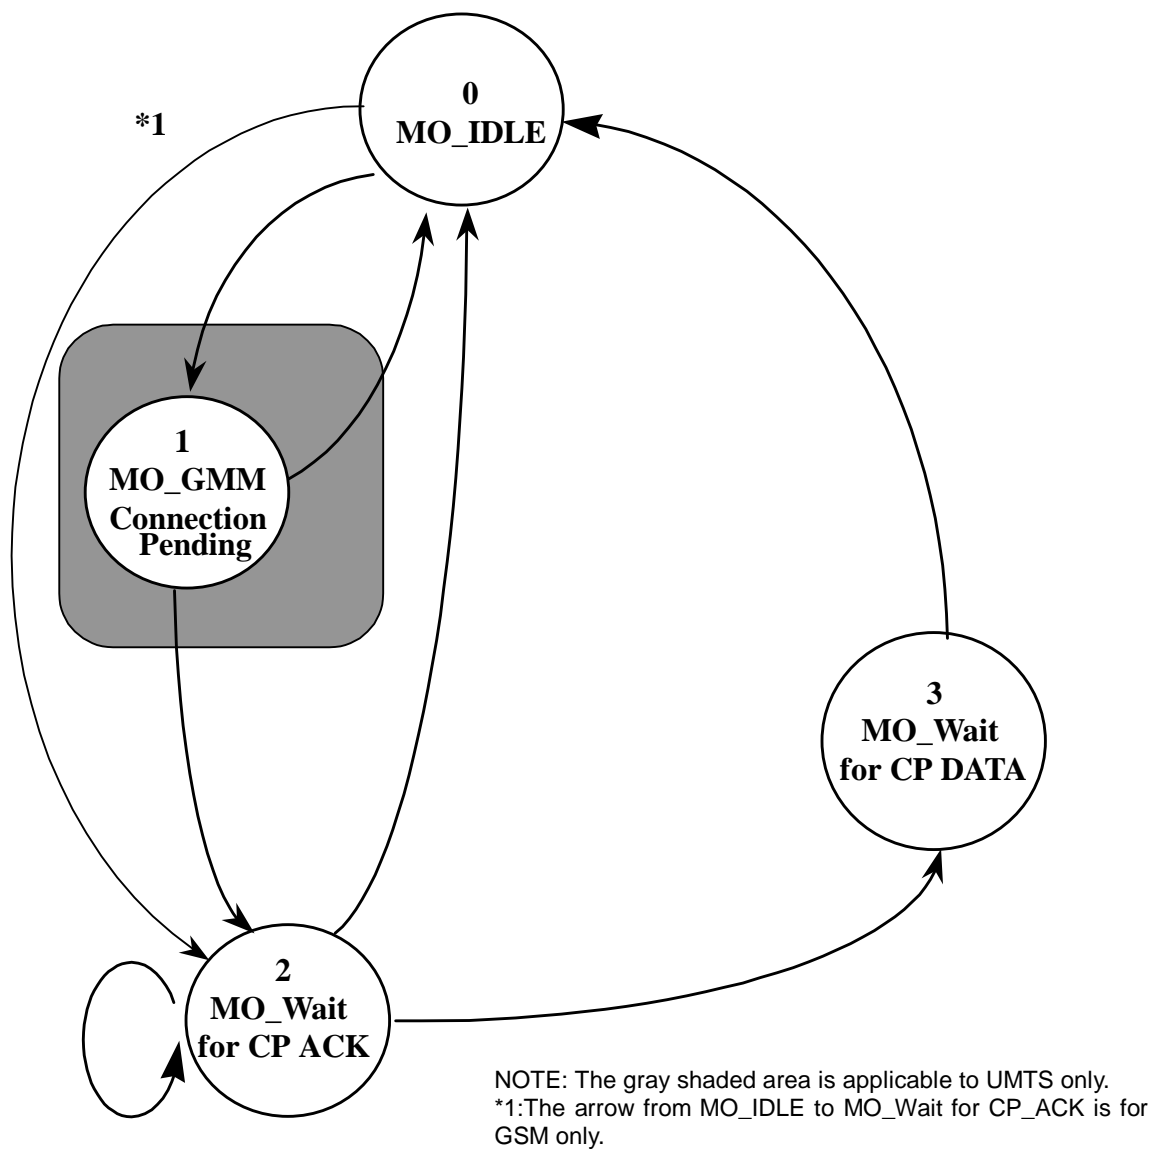 0
MO_IDLE
*1
1
MO_GMM
Connection
Pending
3
MO_Wait
for CP DATA
2
MO_Wait
for CP ACK
NOTE: The gray shaded area is applicable to UMTS only.
*1:The arrow from MO_IDLE to MO_Wait for CP_ACK is for
GSM only.